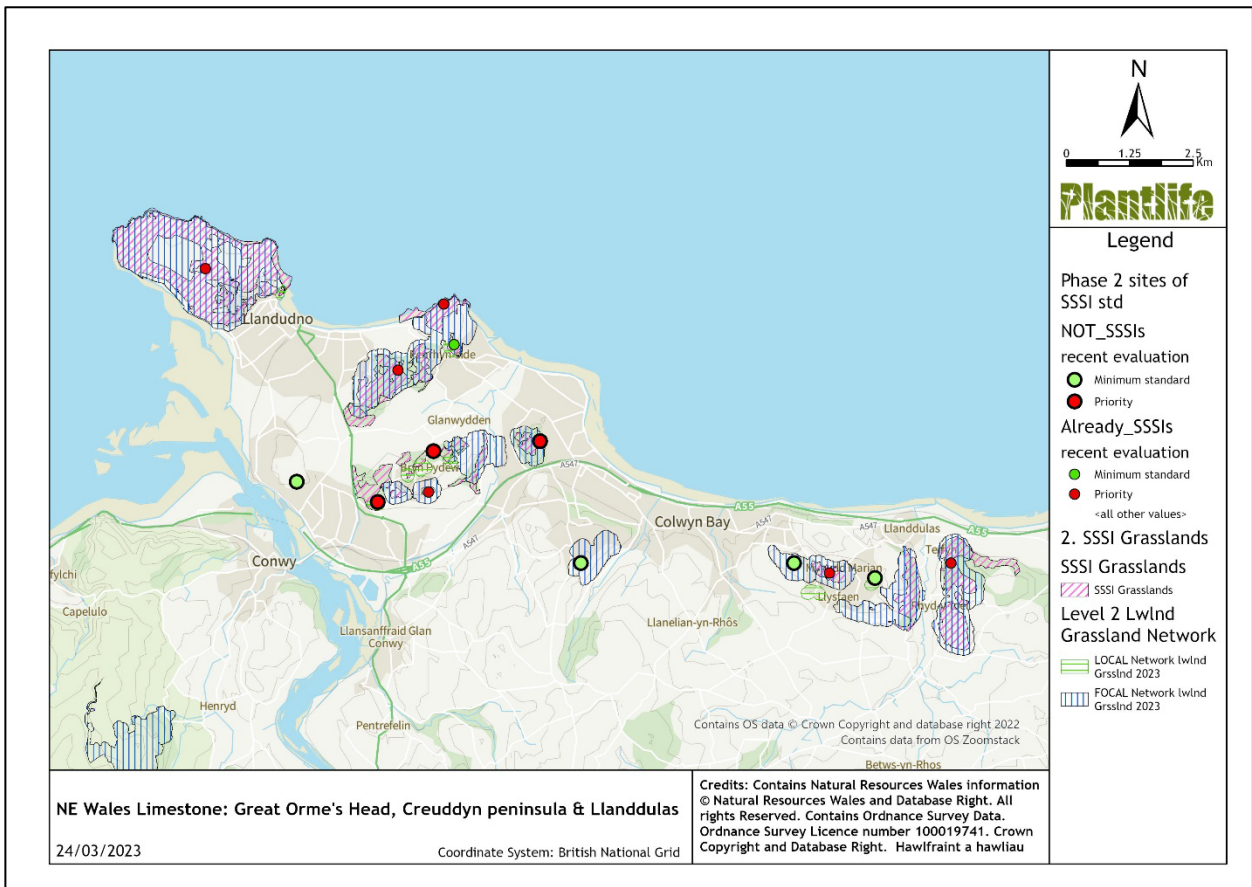 Llandudno
Glanwydden
A547
Conwy
fylchi
Capelulo
A55
A547
Llansanffraid Glan
Conwy
Colwyn Bay
A55
A547
A547
Llanddulas
A55
Llysfaen
Llanelian-yn-Rhôs
Henryd
Pentrefelin
Betws-yn-Rhos
Contains OS data © Crown Copyright and database right 2022
Contains data from OS Zoomstack
N
0 1.25 2.5
Km
Plantlife
Legend
Phase 2 sites of
SSSI std
NOT_SSSIs
recent evaluation
Minimum standard
Priority
Already_SSSIs
recent evaluation
Minimum standard
Priority
<all other values>
2. SSSI Grasslands
SSSI Grasslands
SSSI Grasslands
Level 2 Lwlnd
Grassland Network
LOCAL Network lwlnd
Grsslnd 2023
FOCAL Network lwlnd
Grsslnd 2023
NE Wales Limestone: Great Orme's Head, Creuddyn peninsula & Llanddulas
24/03/2023
Coordinate System: British National Grid
Credits: Contains Natural Resources Wales information
© Natural Resources Wales and Database Right. All
rights Reserved. Contains Ordnance Survey Data.
Ordnance Survey Licence number 100019741. Crown
Copyright and Database Right. Hawlfraint a hawliau